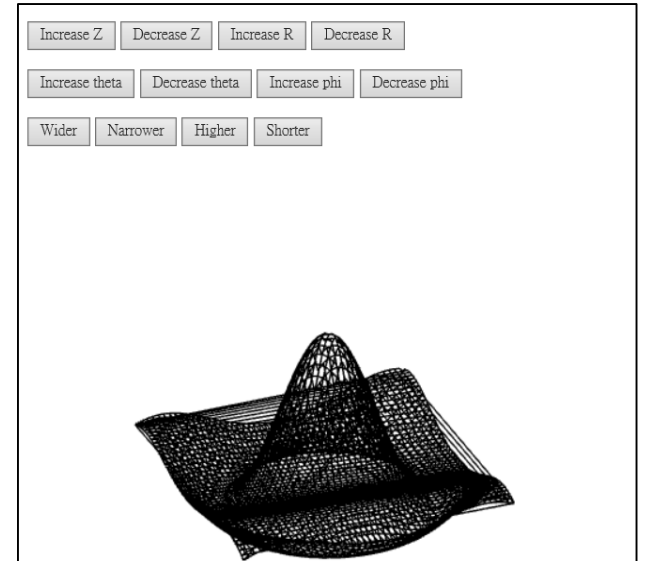 Increase Z Decrease Z Increase R Decrease R
Increase theta Decrease theta Increase phi Decrease phi
Wider Narrower Higher Shorter